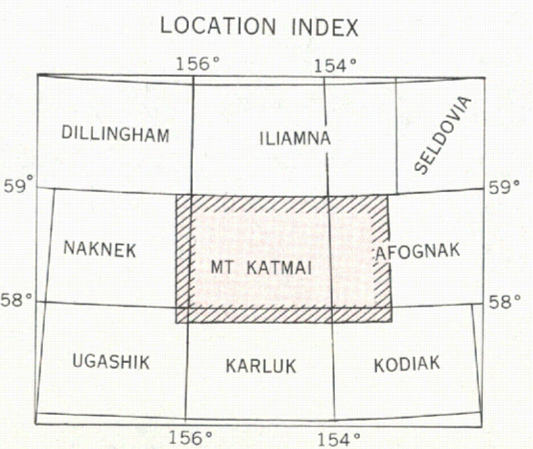 LOCATION INDEX
156° 154°
DILLINGHAM ILIAMNA SELDOVIA
59° 59°
NAKNEK MT KATMAI AFOGNAK
58° 58°
UGASHIK KARLUK KODIAK
156° 154°